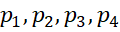 p₁, p₂, p₃, p₄